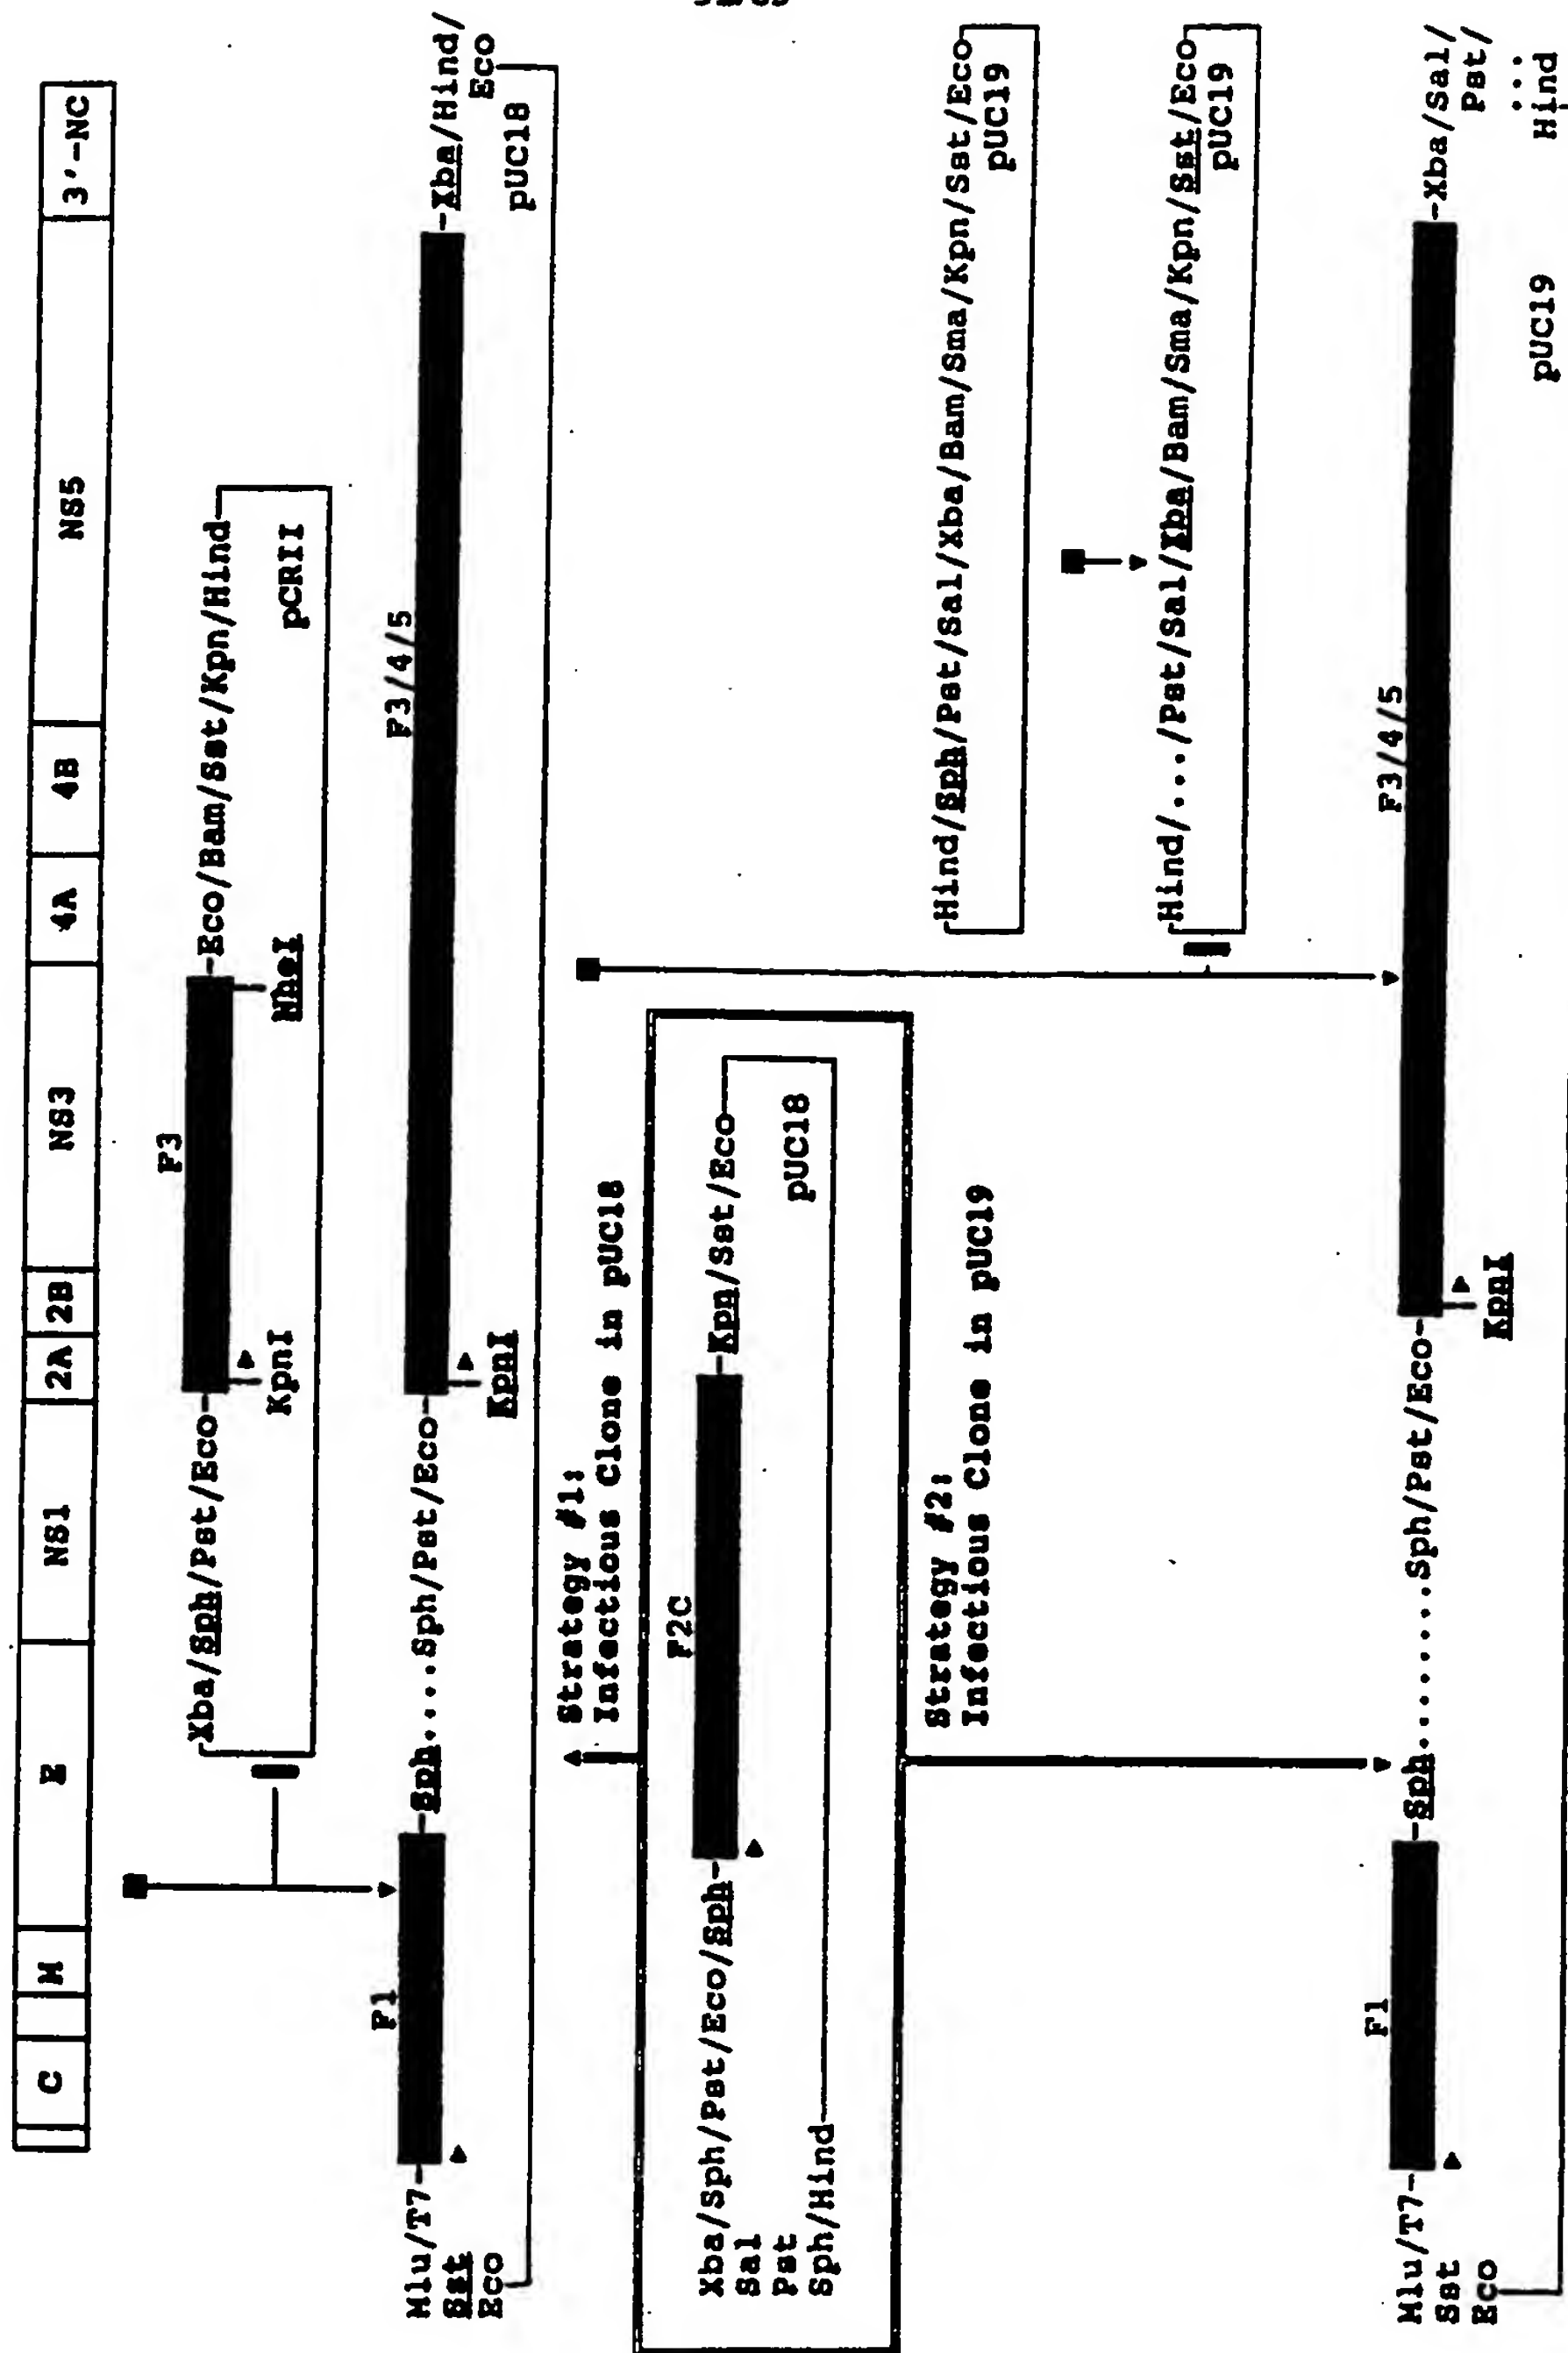 C M E NS1 2A 2B NS3 4A 4B NS5 3'-NC
F3
Xba/Sph/Pst/Eco Eco/Bam/Sst/Kpn/Hind
KpnI NheI
pCRII
F1 F3/4/5
Mlu/T7 Sph....Sph/Pst/Eco Xba/Hind/
Sst KpnI Eco
Eco pUC18
Strategy #1:
Infectious Clone in pUC18
F2C
Xba/Sph/Pst/Eco/Sph Kpn/Sst/Eco
Sal
Pst pUC18
Sph/Hind
Strategy #2:
Infectious Clone in pUC19
Hind/Sph/Pst/Sal/Xba/Bam/Sma/Kpn/Sst/Eco
pUC19
Hind/.../Pst/Sal/Xba/Bam/Sma/Kpn/Sst/Eco
pUC19
F1 F3/4/5
Mlu/T7 Sph........Sph/Pst/Eco Xba/Sal/
Sst KpnI Pst/
Eco ...
pUC19 Hind